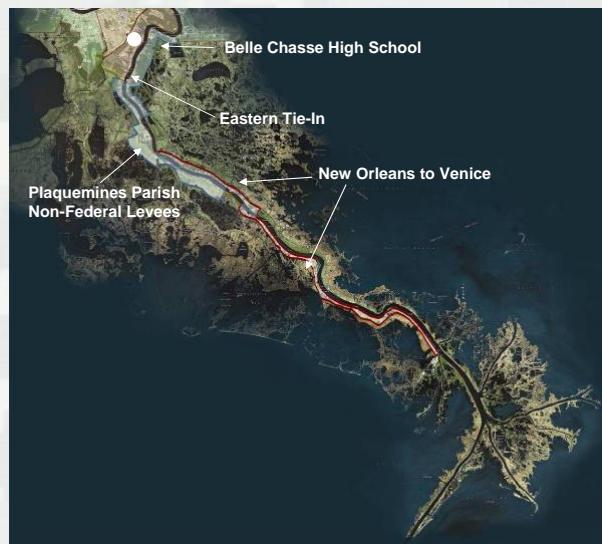 Belle Chasse High School
Eastern Tie-In
New Orleans to Venice
Plaquemines Parish
Non-Federal Levees